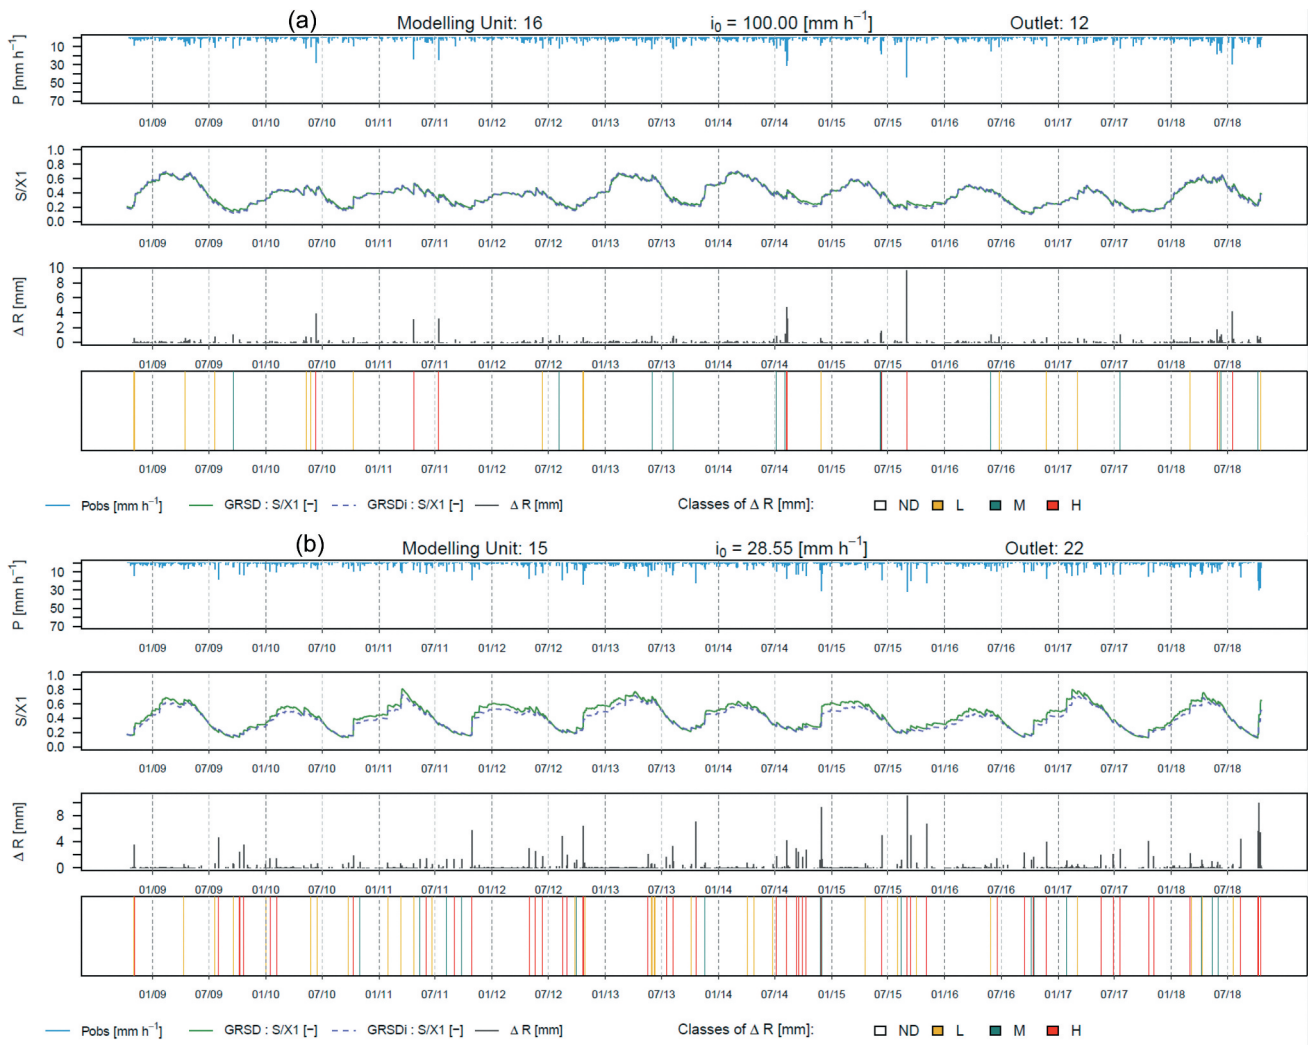 (a) Modelling Unit: 16 i₀ = 100.00 [mm h⁻¹] Outlet: 12
P [mm h⁻¹]
10
30
50
70
01/09 07/09 01/10 07/10 01/11 07/11 01/12 07/12 01/13 07/13 01/14 07/14 01/15 07/15 01/16 07/16 01/17 07/17 01/18 07/18
S/X1
1.0
0.8
0.6
0.4
0.2
0.0
01/09 07/09 01/10 07/10 01/11 07/11 01/12 07/12 01/13 07/13 01/14 07/14 01/15 07/15 01/16 07/16 01/17 07/17 01/18 07/18
Δ R [mm]
10
8
6
4
2
0
01/09 07/09 01/10 07/10 01/11 07/11 01/12 07/12 01/13 07/13 01/14 07/14 01/15 07/15 01/16 07/16 01/17 07/17 01/18 07/18
01/09 07/09 01/10 07/10 01/11 07/11 01/12 07/12 01/13 07/13 01/14 07/14 01/15 07/15 01/16 07/16 01/17 07/17 01/18 07/18
Pobs [mm h⁻¹] GRSD : S/X1 [−] GRSDi : S/X1 [−] Δ R [mm] Classes of Δ R [mm]: ND L M H
(b) Modelling Unit: 15 i₀ = 28.55 [mm h⁻¹] Outlet: 22
P [mm h⁻¹]
10
30
50
70
01/09 07/09 01/10 07/10 01/11 07/11 01/12 07/12 01/13 07/13 01/14 07/14 01/15 07/15 01/16 07/16 01/17 07/17 01/18 07/18
S/X1
1.0
0.8
0.6
0.4
0.2
0.0
01/09 07/09 01/10 07/10 01/11 07/11 01/12 07/12 01/13 07/13 01/14 07/14 01/15 07/15 01/16 07/16 01/17 07/17 01/18 07/18
Δ R [mm]
8
4
0
01/09 07/09 01/10 07/10 01/11 07/11 01/12 07/12 01/13 07/13 01/14 07/14 01/15 07/15 01/16 07/16 01/17 07/17 01/18 07/18
01/09 07/09 01/10 07/10 01/11 07/11 01/12 07/12 01/13 07/13 01/14 07/14 01/15 07/15 01/16 07/16 01/17 07/17 01/18 07/18
Pobs [mm h⁻¹] GRSD : S/X1 [−] GRSDi : S/X1 [−] Δ R [mm] Classes of Δ R [mm]: ND L M H